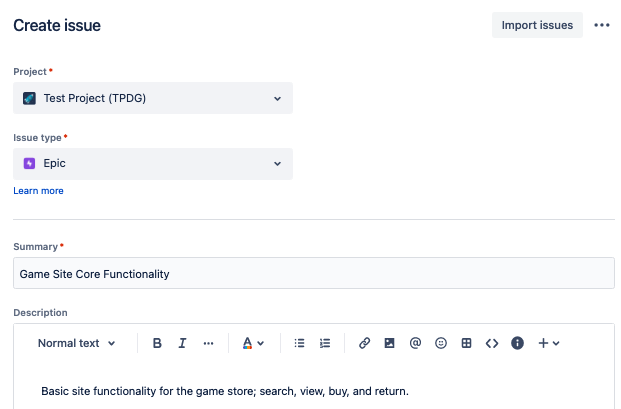 Create issue
Import issues
Project *
Test Project (TPDG)
Issue type *
Epic
Learn more
Summary *
Game Site Core Functionality
Description
Normal text
B
I
A
@
Basic site functionality for the game store; search, view, buy, and return.